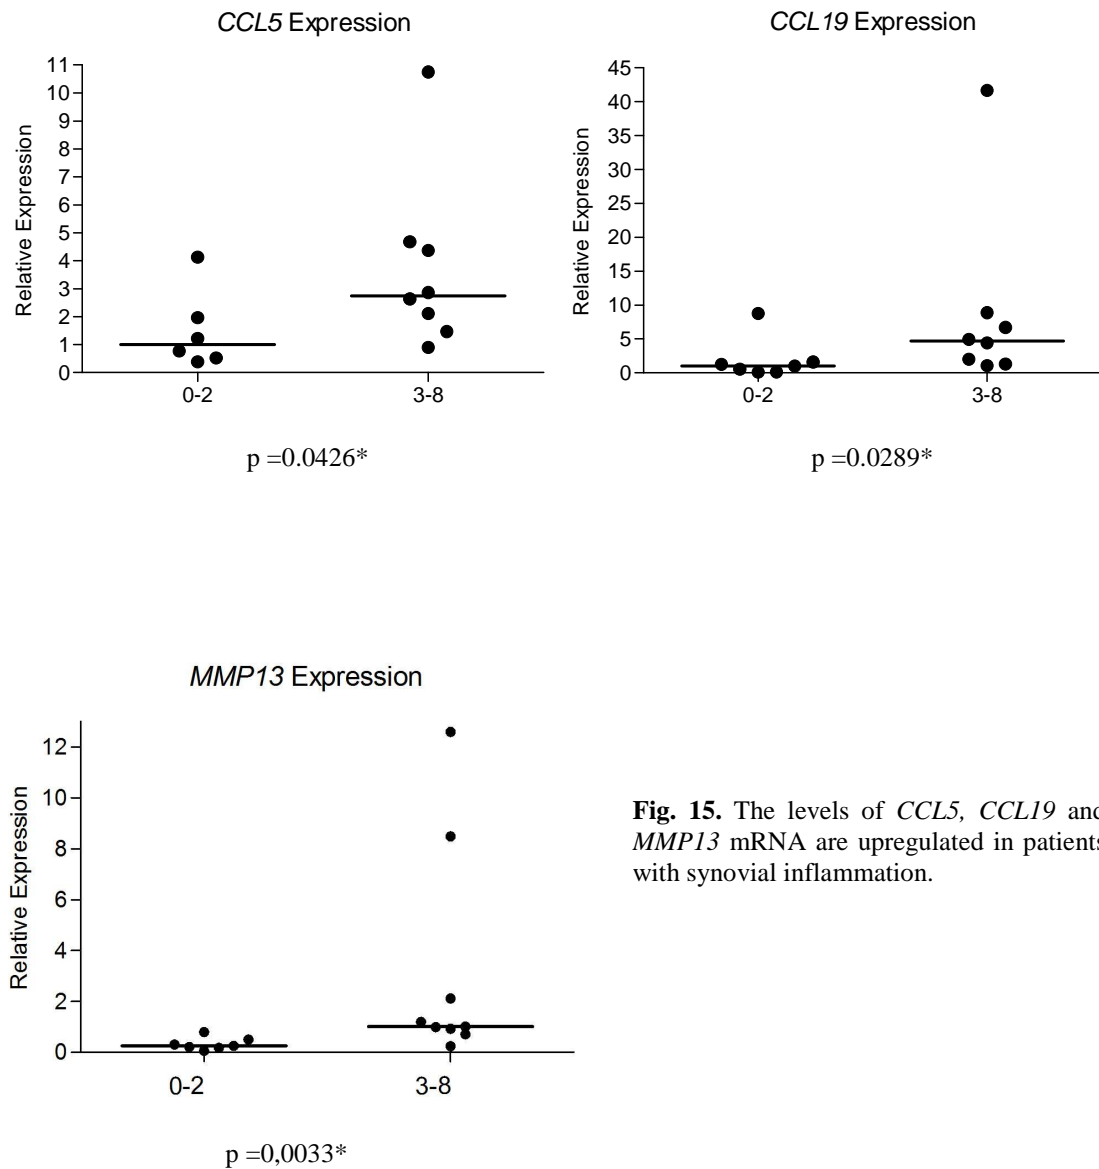 CCL5 Expression
Relative Expression
11
10
9
8
7
6
5
4
3
2
1
0
0-2
3-8
p =0.0426*
CCL19 Expression
Relative Expression
45
40
35
30
25
20
15
10
5
0
0-2
3-8
p =0.0289*
MMP13 Expression
Relative Expression
12
10
8
6
4
2
0
0-2
3-8
p =0,0033*
Fig. 15. The levels of CCL5, CCL19 and
MMP13 mRNA are upregulated in patients
with synovial inflammation.